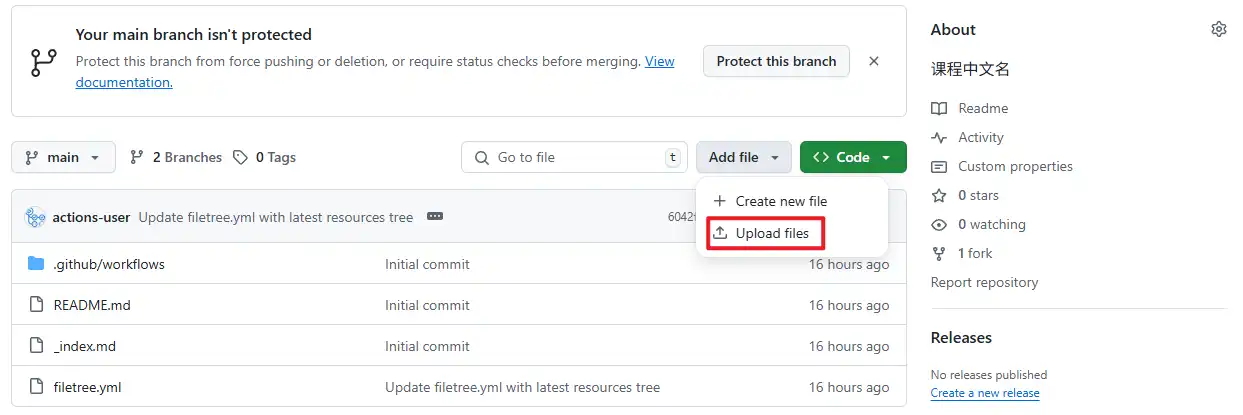 Your main branch isn't protected
Protect this branch from force pushing or deletion, or require status checks before merging. View
documentation.
Protect this branch
main
2 Branches
0 Tags
Go to file
t
Add file
Code
Create new file
Upload files
actions-user
Update filetree.yml with latest resources tree
6042
.github/workflows
Initial commit
16 hours ago
README.md
Initial commit
16 hours ago
_index.md
Initial commit
16 hours ago
filetree.yml
Update filetree.yml with latest resources tree
16 hours ago
About
课程中文名
Readme
Activity
Custom properties
0 stars
0 watching
1 fork
Report repository
Releases
No releases published
Create a new release